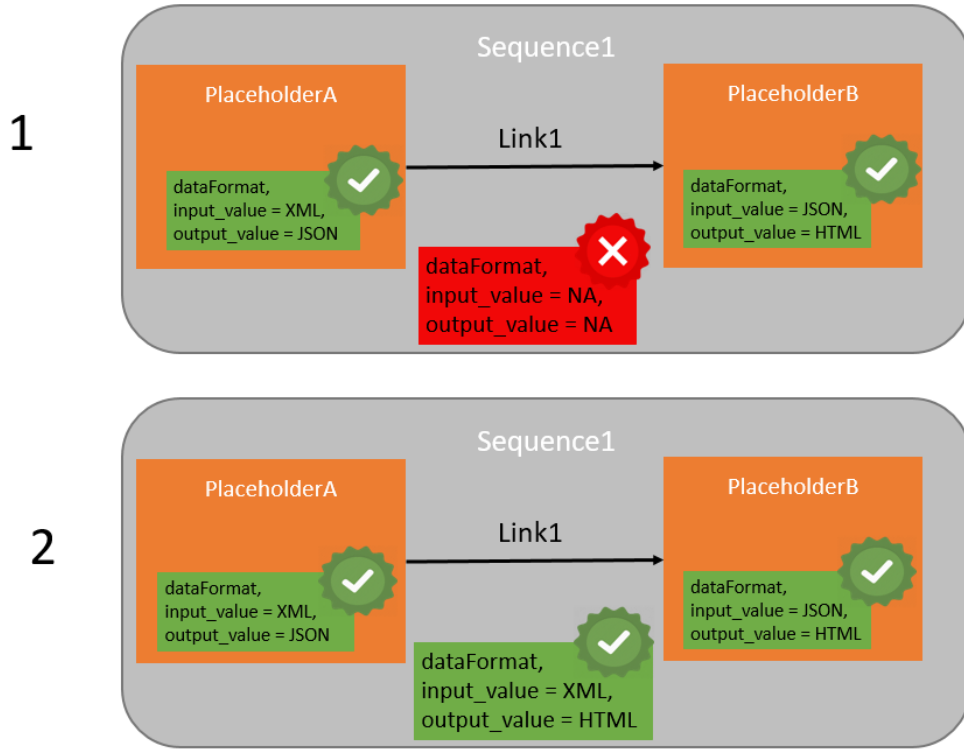 1
Sequence1
PlaceholderA
PlaceholderB
Link1
dataFormat,
input_value = XML,
output_value = JSON
dataFormat,
input_value = JSON,
output_value = HTML
dataFormat,
input_value = NA,
output_value = NA
2
Sequence1
PlaceholderA
PlaceholderB
Link1
dataFormat,
input_value = XML,
output_value = JSON
dataFormat,
input_value = JSON,
output_value = HTML
dataFormat,
input_value = XML,
output_value = HTML